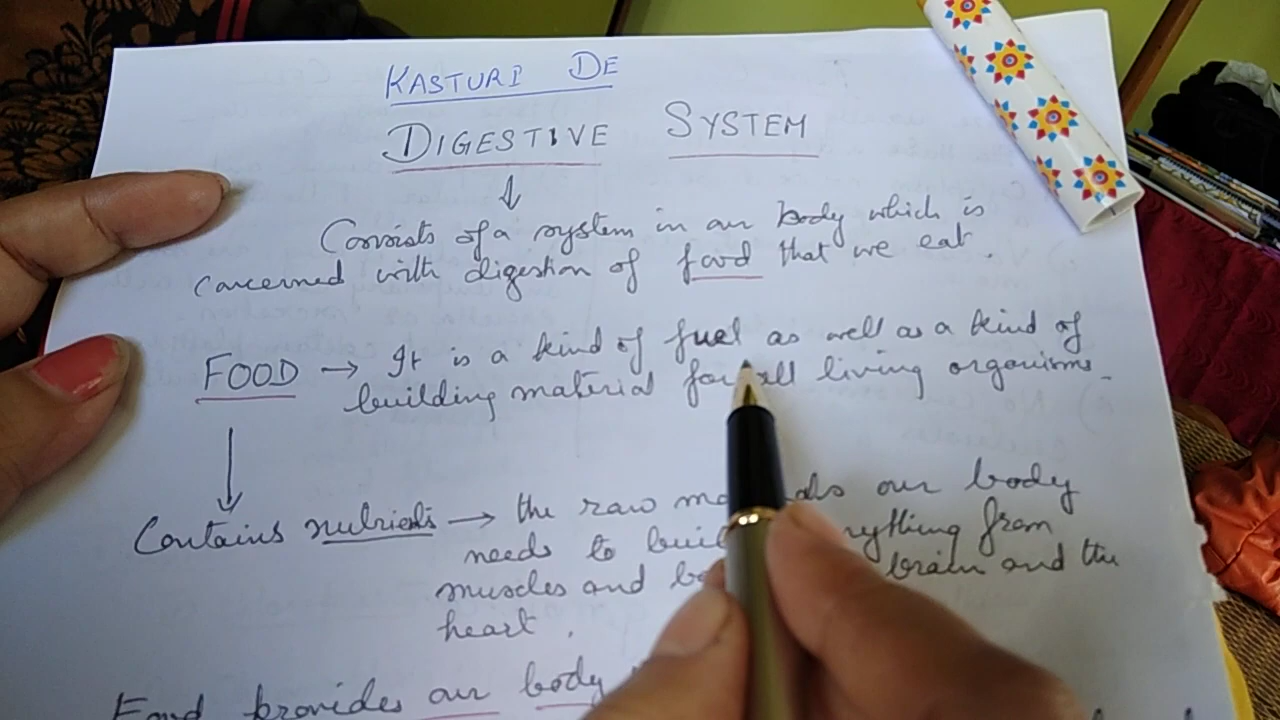 KASTURI DE
DIGESTIVE SYSTEM
Consists of a system in our body which is
concerned with digestion of food that we eat.
FOOD → It is a kind of fuel as well as a kind of
building material for all living organisms.
Contains nutrients → the raw our body
needs to from
muscles and brain and the
heart.
Food provides our body